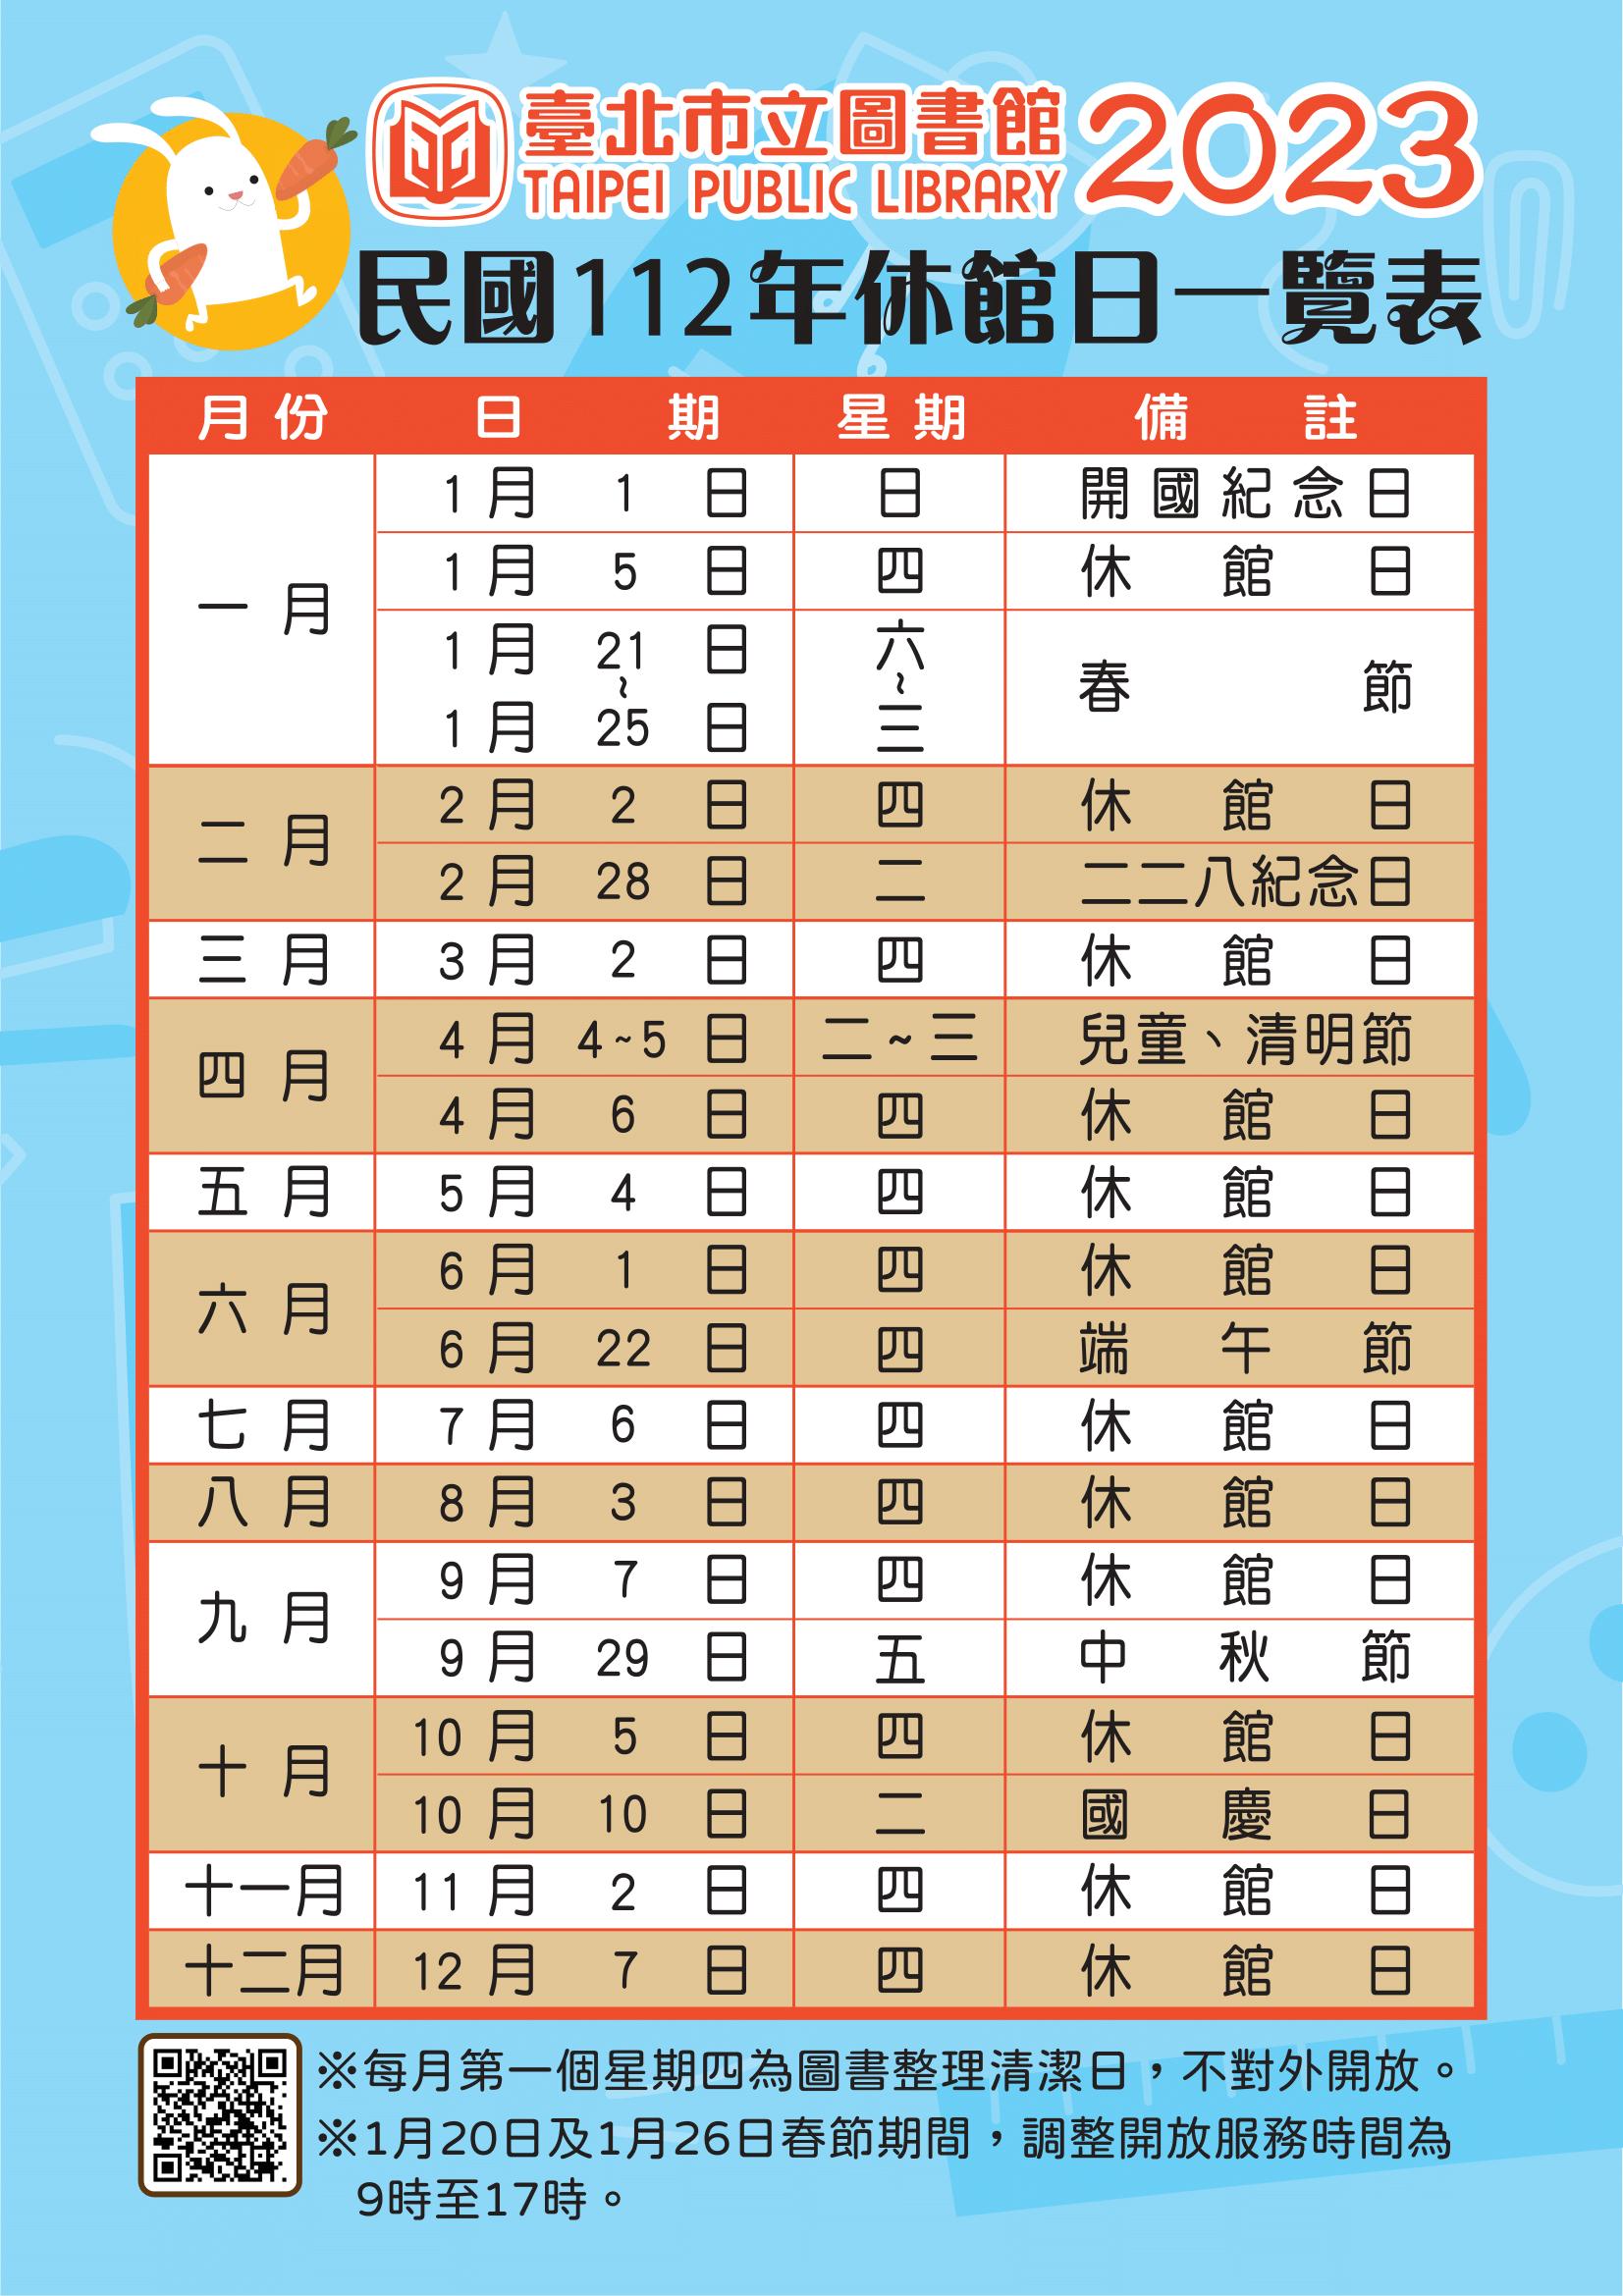 臺北市立圖書館 2023
TAIPEI PUBLIC LIBRARY
民國112年休館日一覽表
月份 日期 星期 備註
一月 1月1日 日 開國紀念日
1月5日 四 休館日
1月21日~1月25日 六~三 春節
二月 2月2日 四 休館日
2月28日 二 二二八紀念日
三月 3月2日 四 休館日
四月 4月4~5日 二~三 兒童、清明節
4月6日 四 休館日
五月 5月4日 四 休館日
六月 6月1日 四 休館日
6月22日 四 端午節
七月 7月6日 四 休館日
八月 8月3日 四 休館日
九月 9月7日 四 休館日
9月29日 五 中秋節
十月 10月5日 四 休館日
10月10日 二 國慶日
十一月 11月2日 四 休館日
十二月 12月7日 四 休館日
※每月第一個星期四為圖書整理清潔日，不對外開放。
※1月20日及1月26日春節期間，調整開放服務時間為
9時至17時。